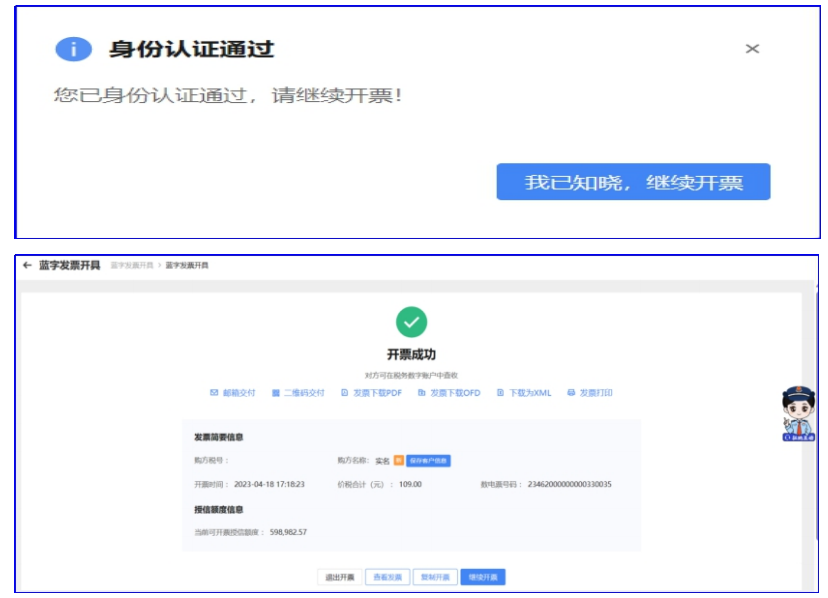 身份认证通过
您已身份认证通过，请继续开票！
我已知晓，继续开票
蓝字发票开具 蓝字发票开具 > 蓝字发票开具
开票成功
对方可在税务数字账户中查收
邮箱交付 二维码交付 发票下载PDF 发票下载OFD 下载为XML 发票打印
发票简要信息
购方税号： 购方名称： 实名 保存客户信息
开票时间： 2023-04-18 17:18:23 价税合计（元）： 109.00 数电票号码： 23462000000000330035
授信额度信息
当前可开票授信额度： 598,982.57
退出开票 查看发票 复制开票 继续开票